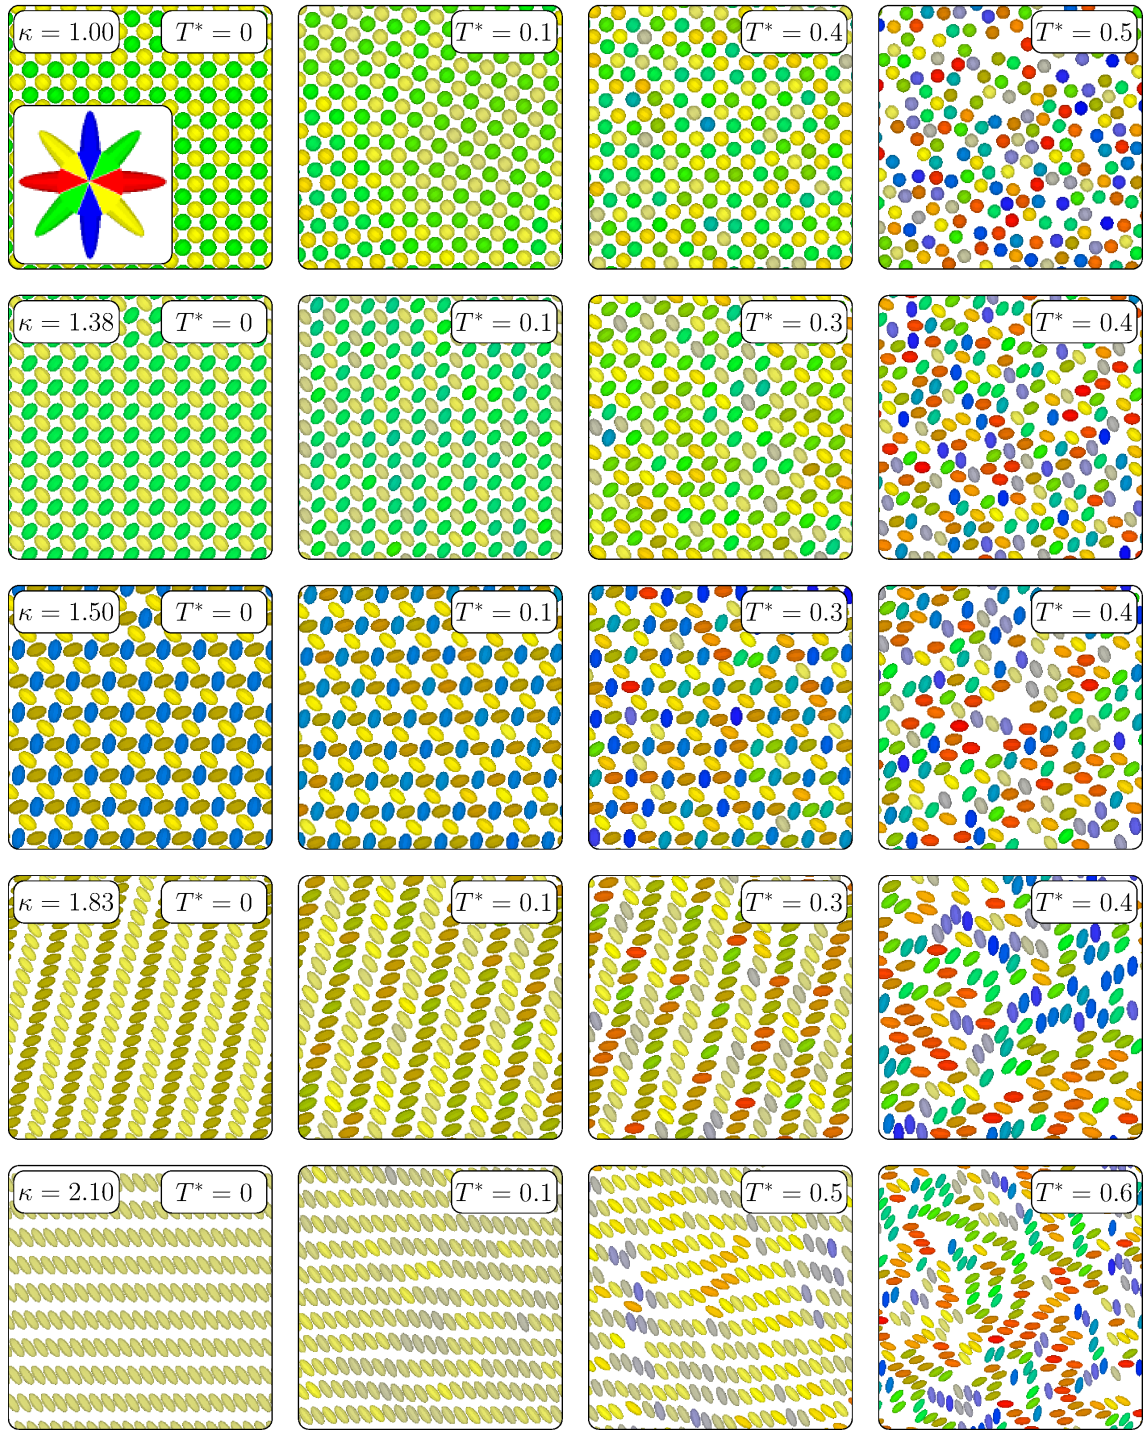 κ = 1.00 T* = 0 T* = 0.1 T* = 0.4 T* = 0.5
κ = 1.38 T* = 0 T* = 0.1 T* = 0.3 T* = 0.4
κ = 1.50 T* = 0 T* = 0.1 T* = 0.3 T* = 0.4
κ = 1.83 T* = 0 T* = 0.1 T* = 0.3 T* = 0.4
κ = 2.10 T* = 0 T* = 0.1 T* = 0.5 T* = 0.6